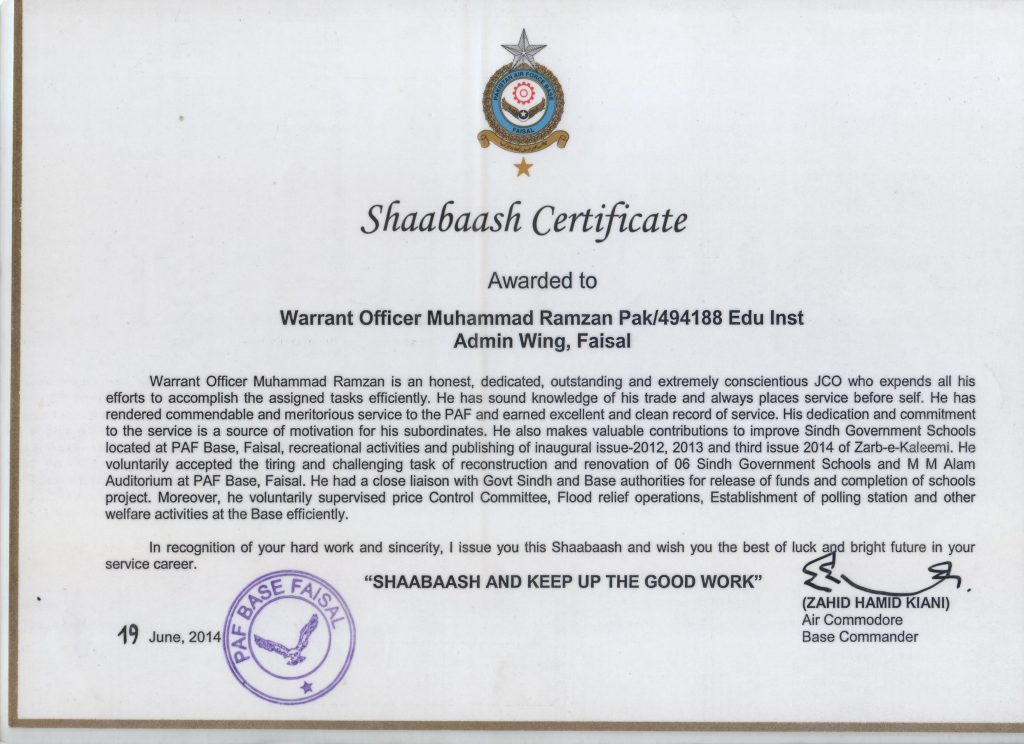 PAKISTAN AIR FORCE BASE
FAISAL
Shaabaash Certificate
Awarded to
Warrant Officer Muhammad Ramzan Pak/494188 Edu Inst
Admin Wing, Faisal
Warrant Officer Muhammad Ramzan is an honest, dedicated, outstanding and extremely conscientious JCO who expends all his
efforts to accomplish the assigned tasks efficiently. He has sound knowledge of his trade and always places service before self. He has
rendered commendable and meritorious service to the PAF and earned excellent and clean record of service. His dedication and commitment
to the service is a source of motivation for his subordinates. He also makes valuable contributions to improve Sindh Government Schools
located at PAF Base, Faisal, recreational activities and publishing of inaugural issue-2012, 2013 and third issue 2014 of Zarb-e-Kaleemi. He
voluntarily accepted the tiring and challenging task of reconstruction and renovation of 06 Sindh Government Schools and M M Alam
Auditorium at PAF Base, Faisal. He had a close liaison with Govt Sindh and Base authorities for release of funds and completion of schools
project. Moreover, he voluntarily supervised price Control Committee, Flood relief operations, Establishment of polling station and other
welfare activities at the Base efficiently.
In recognition of your hard work and sincerity, I issue you this Shaabaash and wish you the best of luck and bright future in your
service career.
“SHAABAASH AND KEEP UP THE GOOD WORK”
(ZAHID HAMID KIANI)
Air Commodore
Base Commander
19 June, 2014
PAF BASE FAISAL